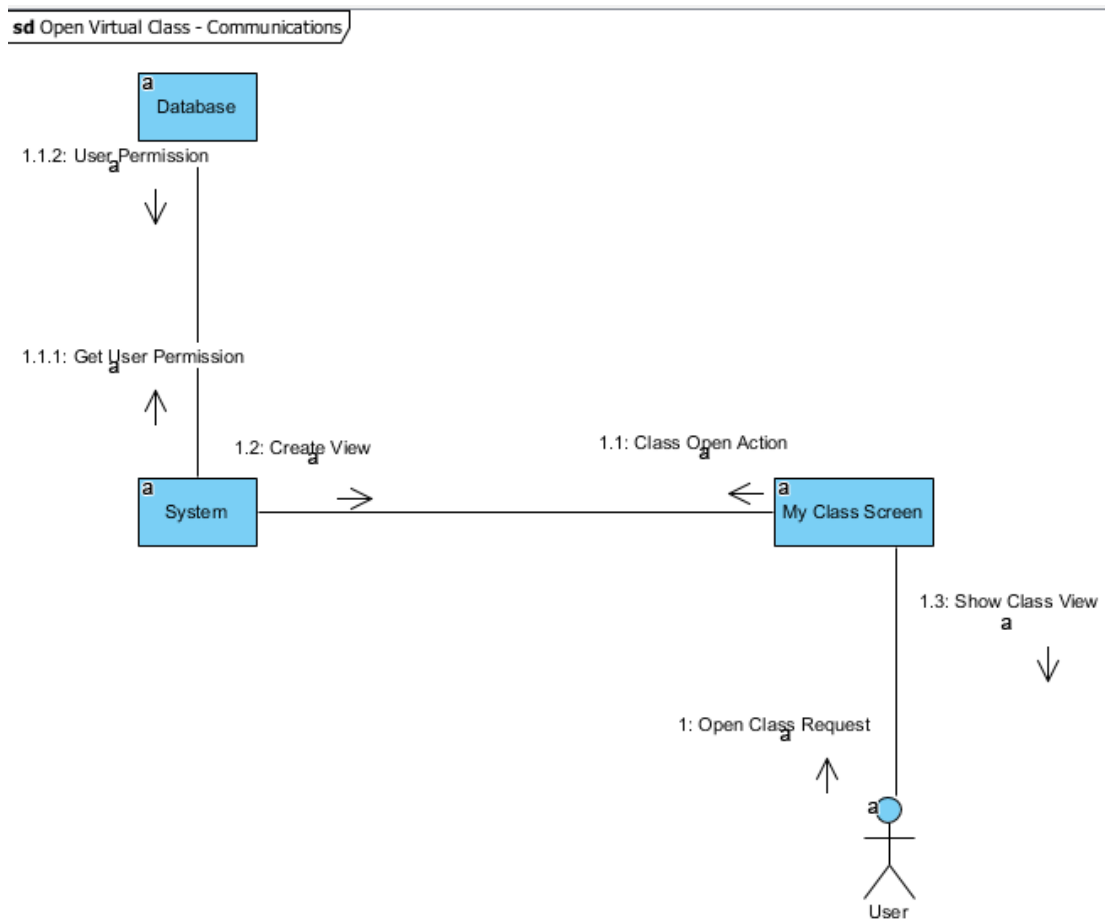 sd Open Virtual Class - Communications
a
Database
1.1.2: User Permission
a
1.1.1: Get User Permission
a
1.2: Create View
a
1.1: Class Open Action
a
a
System
a
My Class Screen
1.3: Show Class View
a
1: Open Class Request
a
a
User